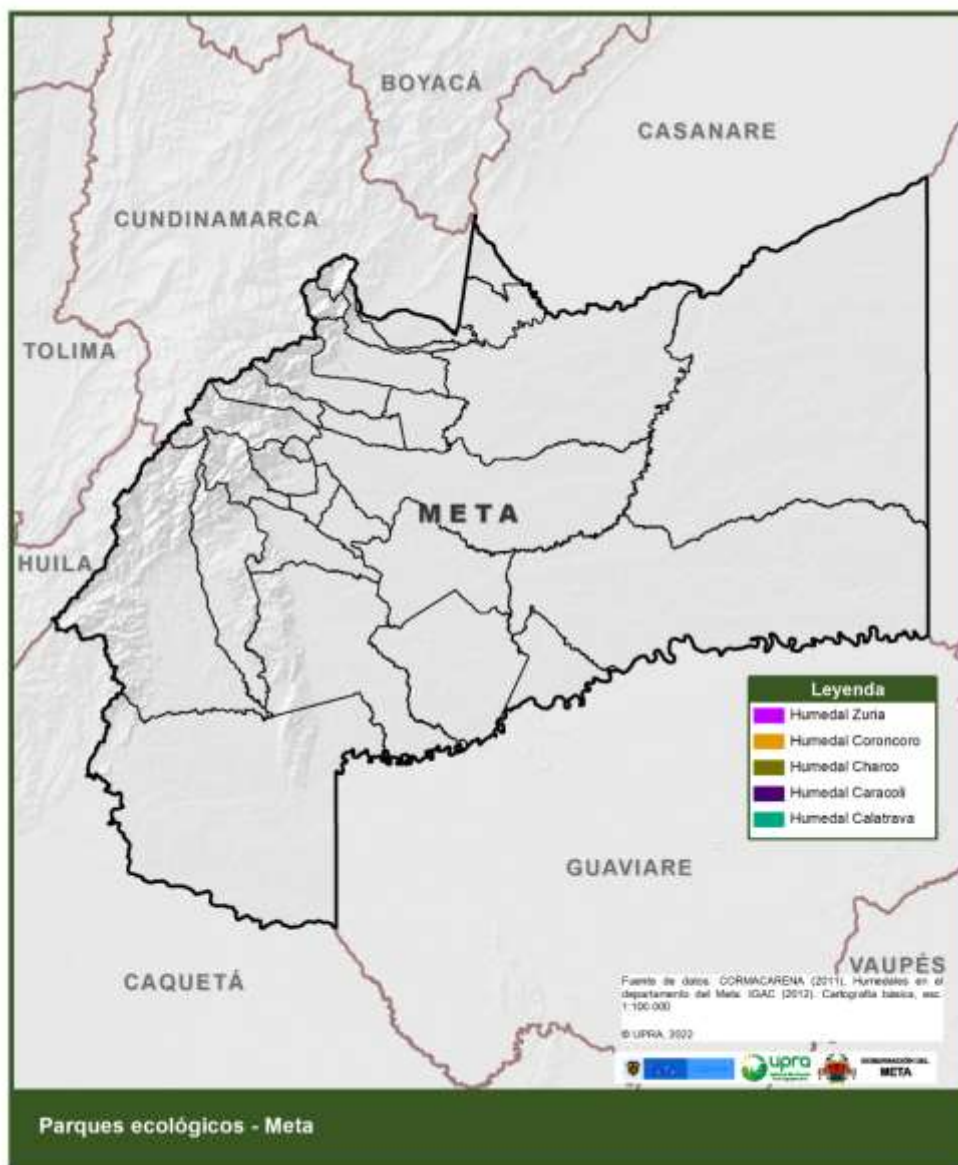 BOYACÁ
CASANARE
CUNDINAMARCA
TOLIMA
META
HUILA
Leyenda
Humedal Zuria
Humedal Coroncoro
Humedal Charco
Humedal Caracoli
Humedal Calatrava
GUAVIARE
CAQUETÁ
VAUPÉS
Fuente de datos: CORMACARENA (2011). Humedales en el
departamento del Meta. IGAC (2012). Cartografía básica, esc.
1:100.000
© UPRA, 2022
upra
GOBERNACIÓN DEL
META
Parques ecológicos - Meta